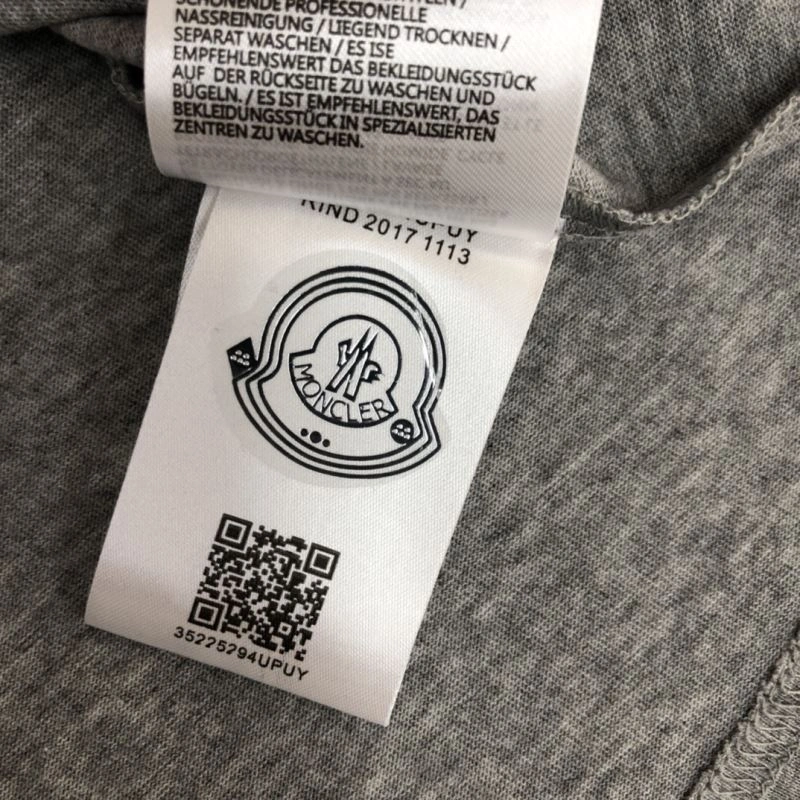 SCHONENDE PROFESSIONELLE
NASSREINIGUNG / LIEGEND TROCKNEN /
SEPARAT WASCHEN / ES ISE
EMPFEHLENSWERT DAS BEKLEIDUNGSSTÜCK
AUF DER RÜCKSEITE ZU WASCHEN UND
BÜGELN. / ES IST EMPFEHLENSWERT, DAS
BEKLEIDUNGSSTÜCK IN SPEZIALISIERTEN
ZENTREN ZU WASCHEN.
RIND 2017 1113
MONCLER
35225294UPUY